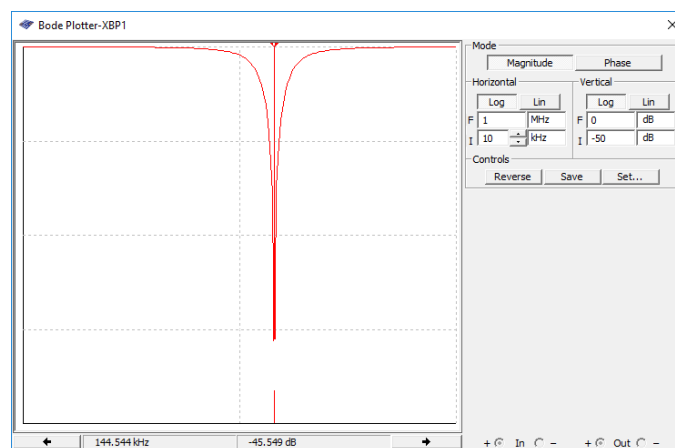 Bode Plotter-XBP1
Mode
Magnitude Phase
Horizontal Vertical
Log Lin Log Lin
F 1 MHz F 0 dB
I 10 kHz I -50 dB
Controls
Reverse Save Set...
144.544 kHz -45.549 dB
+ In - + Out -